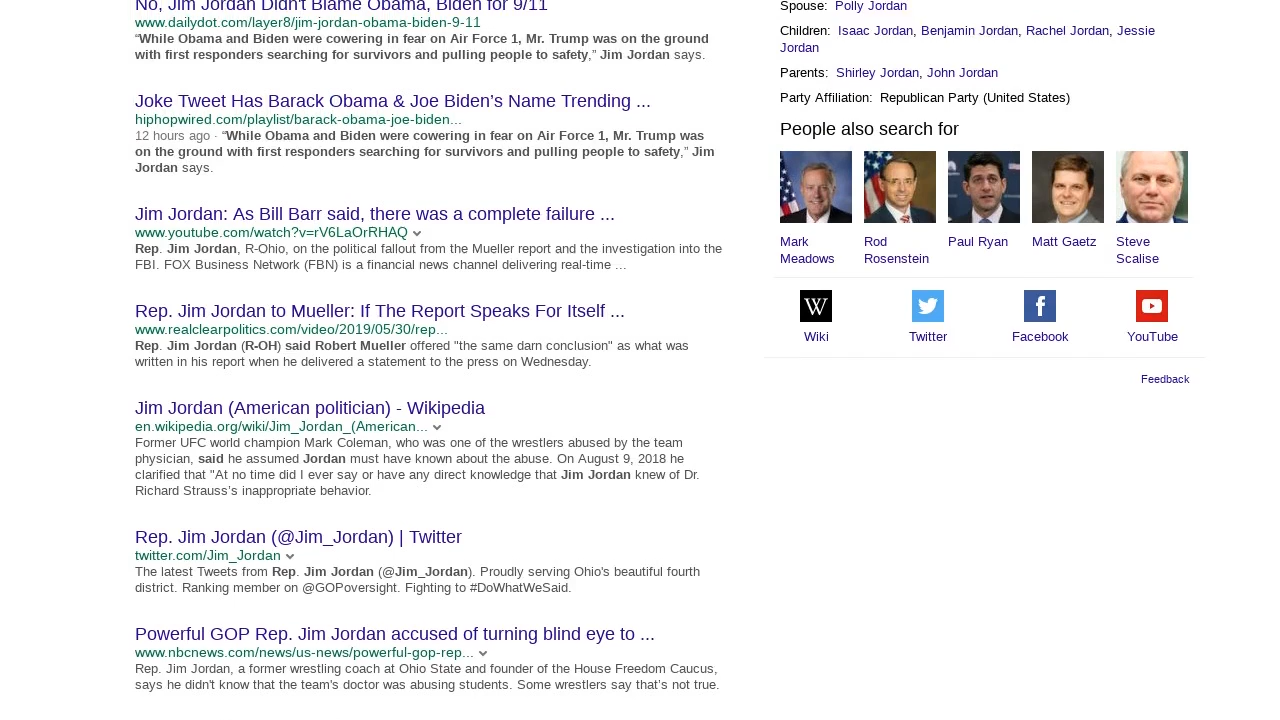 No, Jim Jordan Didn't Blame Obama, Biden for 9/11
www.dailydot.com/layer8/jim-jordan-obama-biden-9-11
“While Obama and Biden were cowering in fear on Air Force 1, Mr. Trump was on the ground
with first responders searching for survivors and pulling people to safety,” Jim Jordan says.
Joke Tweet Has Barack Obama & Joe Biden’s Name Trending ...
hiphopwired.com/playlist/barack-obama-joe-biden...
12 hours ago · “While Obama and Biden were cowering in fear on Air Force 1, Mr. Trump was
on the ground with first responders searching for survivors and pulling people to safety,” Jim
Jordan says.
Jim Jordan: As Bill Barr said, there was a complete failure ...
www.youtube.com/watch?v=rV6LaOrRHAQ
Rep. Jim Jordan, R-Ohio, on the political fallout from the Mueller report and the investigation into the
FBI. FOX Business Network (FBN) is a financial news channel delivering real-time ...
Rep. Jim Jordan to Mueller: If The Report Speaks For Itself ...
www.realclearpolitics.com/video/2019/05/30/rep...
Rep. Jim Jordan (R-OH) said Robert Mueller offered "the same darn conclusion" as what was
written in his report when he delivered a statement to the press on Wednesday.
Jim Jordan (American politician) - Wikipedia
en.wikipedia.org/wiki/Jim_Jordan_(American...
Former UFC world champion Mark Coleman, who was one of the wrestlers abused by the team
physician, said he assumed Jordan must have known about the abuse. On August 9, 2018 he
clarified that "At no time did I ever say or have any direct knowledge that Jim Jordan knew of Dr.
Richard Strauss’s inappropriate behavior.
Rep. Jim Jordan (@Jim_Jordan) | Twitter
twitter.com/Jim_Jordan
The latest Tweets from Rep. Jim Jordan (@Jim_Jordan). Proudly serving Ohio's beautiful fourth
district. Ranking member on @GOPoversight. Fighting to #DoWhatWeSaid.
Powerful GOP Rep. Jim Jordan accused of turning blind eye to ...
www.nbcnews.com/news/us-news/powerful-gop-rep...
Rep. Jim Jordan, a former wrestling coach at Ohio State and founder of the House Freedom Caucus,
says he didn't know that the team's doctor was abusing students. Some wrestlers say that’s not true.
Spouse: Polly Jordan
Children: Isaac Jordan, Benjamin Jordan, Rachel Jordan, Jessie
Jordan
Parents: Shirley Jordan, John Jordan
Party Affiliation: Republican Party (United States)
People also search for
Mark
Meadows
Rod
Rosenstein
Paul Ryan
Matt Gaetz
Steve
Scalise
W
f
Wiki
Twitter
Facebook
YouTube
Feedback